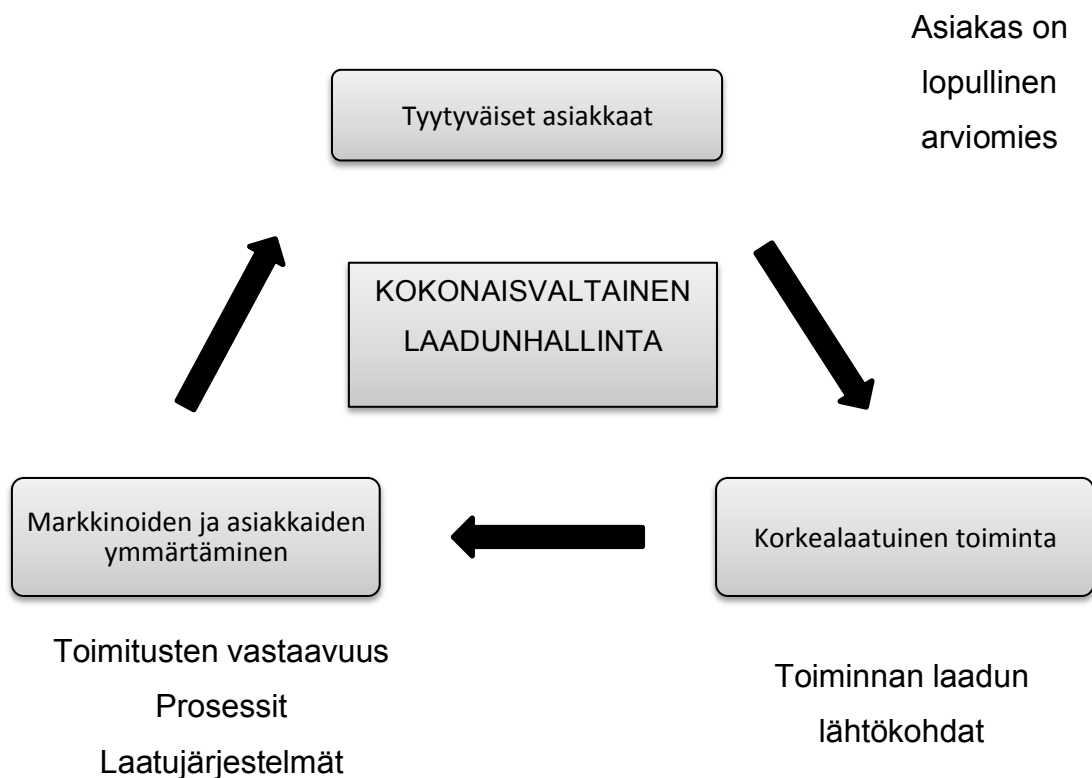 Asiakas on
lopullinen
arviomies
Tyytyväiset asiakkaat
KOKONAISVALTAINEN
LAADUNHALLINTA
Markkinoiden ja asiakkaiden
ymmärtäminen
Korkealaatuinen toiminta
Toimitusten vastaavuus
Prosessit
Laatujärjestelmät
Toiminnan laadun
lähtökohdat